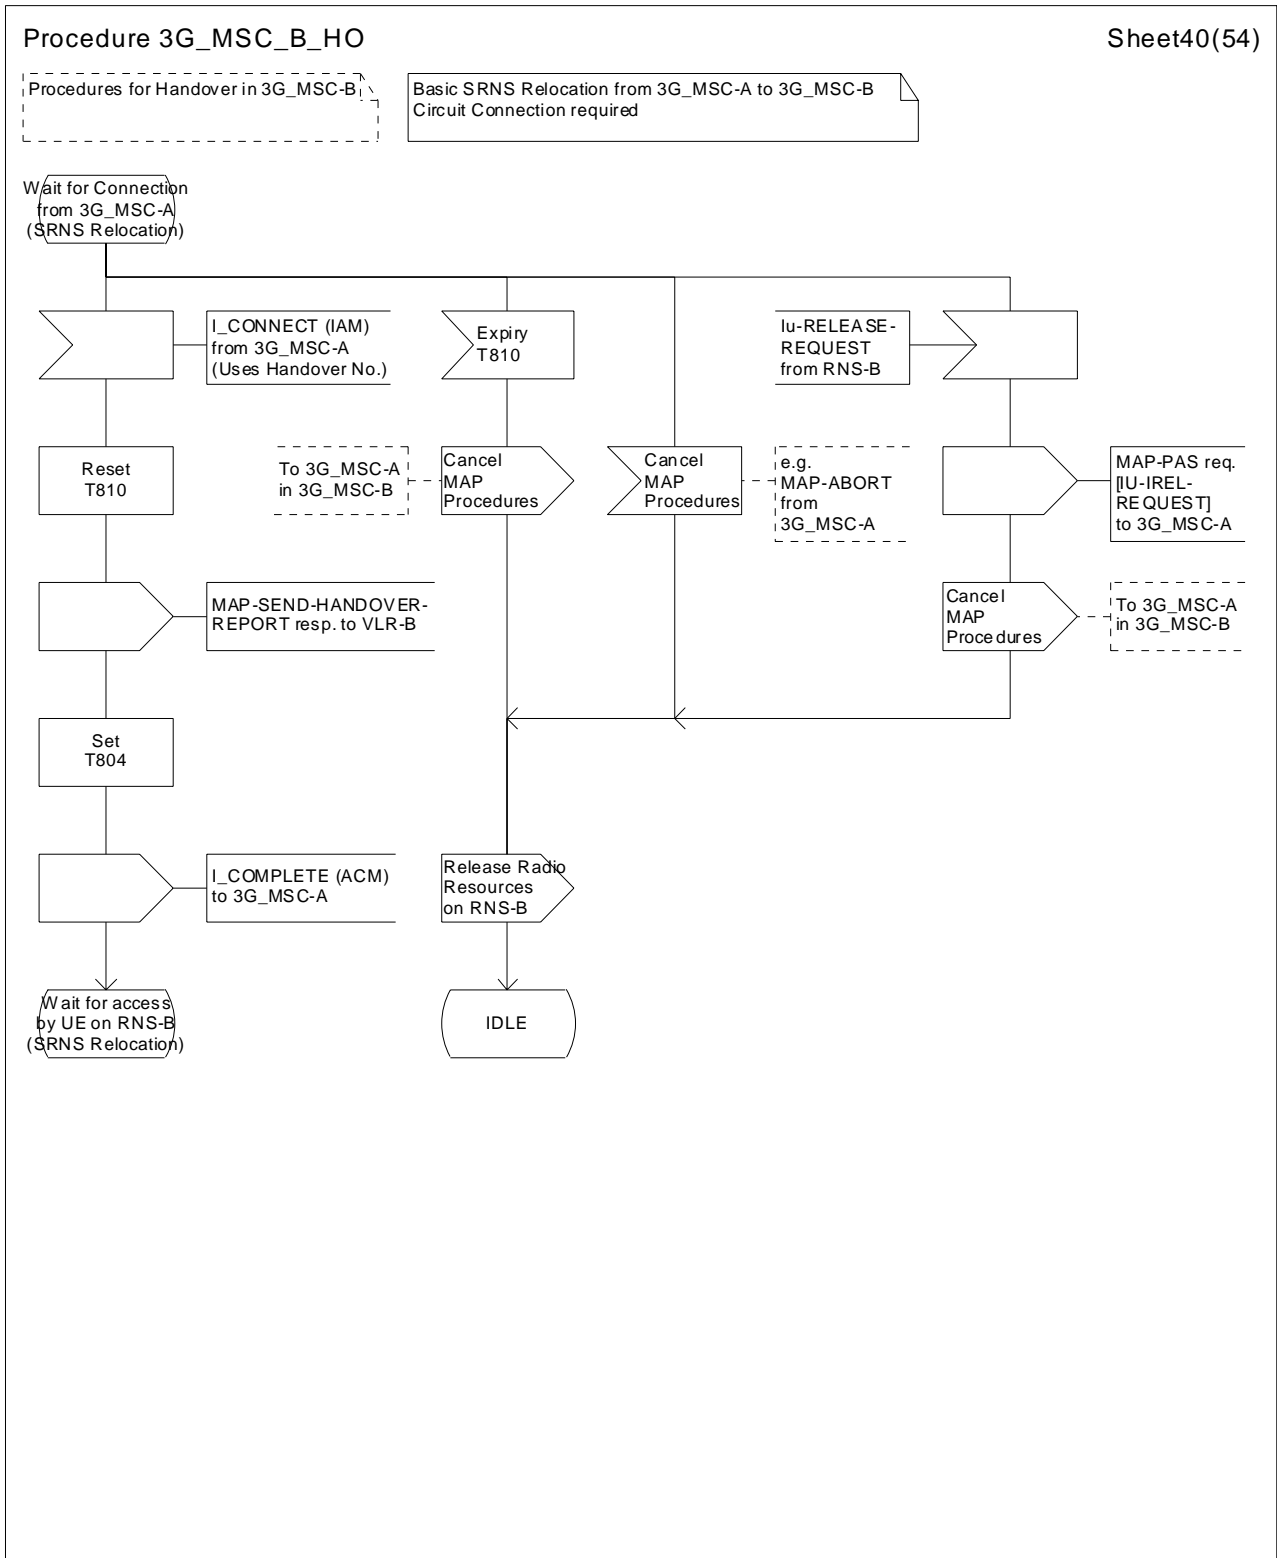 Procedure 3G_MSC_B_HO
Sheet40(54)
Procedures for Handover in 3G_MSC-B
Basic SRNS Relocation from 3G_MSC-A to 3G_MSC-B
Circuit Connection required
Wait for Connection
from 3G_MSC-A
(SRNS Relocation)
I_CONNECT (IAM)
from 3G_MSC-A
(Uses Handover No.)
Expiry
T810
Iu-RELEASE-
REQUEST
from RNS-B
Reset
T810
To 3G_MSC-A
in 3G_MSC-B
Cancel
MAP
Procedures
Cancel
MAP
Procedures
e.g.
MAP-ABORT
from
3G_MSC-A
MAP-PAS req.
[IU-IREL-
REQUEST]
to 3G_MSC-A
MAP-SEND-HANDOVER-
REPORT resp. to VLR-B
Cancel
MAP
Procedures
To 3G_MSC-A
in 3G_MSC-B
Set
T804
I_COMPLETE (ACM)
to 3G_MSC-A
Release Radio
Resources
on RNS-B
Wait for access
by UE on RNS-B
(SRNS Relocation)
IDLE